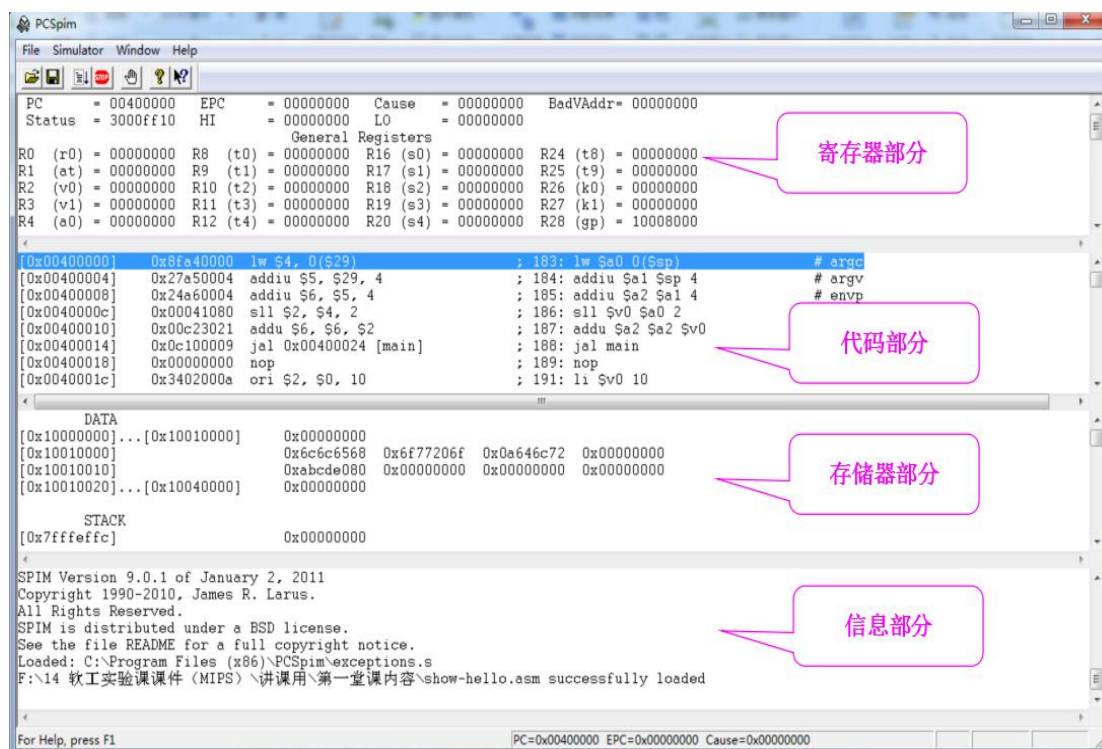 PCSpim
File Simulator Window Help
PC = 00400000 EPC = 00000000 Cause = 00000000 BadVAddr= 00000000
Status = 3000ff10 HI = 00000000 LO = 00000000
General Registers
R0 (r0) = 00000000 R8 (t0) = 00000000 R16 (s0) = 00000000 R24 (t8) = 00000000
R1 (at) = 00000000 R9 (t1) = 00000000 R17 (s1) = 00000000 R25 (t9) = 00000000
R2 (v0) = 00000000 R10 (t2) = 00000000 R18 (s2) = 00000000 R26 (k0) = 00000000
R3 (v1) = 00000000 R11 (t3) = 00000000 R19 (s3) = 00000000 R27 (k1) = 00000000
R4 (a0) = 00000000 R12 (t4) = 00000000 R20 (s4) = 00000000 R28 (gp) = 10008000
寄存器部分
[0x00400000] 0x8fa40000 lw $4, 0($29) ; 183: lw $a0 0($sp) # argc
[0x00400004] 0x27a50004 addiu $5, $29, 4 ; 184: addiu $a1 $sp 4 # argv
[0x00400008] 0x24a60004 addiu $6, $5, 4 ; 185: addiu $a2 $a1 4 # envp
[0x0040000c] 0x00041080 sll $2, $4, 2 ; 186: sll $v0 $a0 2
[0x00400010] 0x00c23021 addu $6, $6, $2 ; 187: addu $a2 $a2 $v0
[0x00400014] 0x0c100009 jal 0x00400024 [main] ; 188: jal main
[0x00400018] 0x00000000 nop ; 189: nop
[0x0040001c] 0x3402000a ori $2, $0, 10 ; 191: li $v0 10
代码部分
DATA
[0x10000000]...[0x10010000] 0x00000000
[0x10010000] 0x6c6c6568 0x6f77206f 0x0a646c72 0x00000000
[0x10010010] 0xabcde080 0x00000000 0x00000000 0x00000000
[0x10010020]...[0x10040000] 0x00000000
存储器部分
STACK
[0x7fffeffc] 0x00000000
SPIM Version 9.0.1 of January 2, 2011
Copyright 1990-2010, James R. Larus.
All Rights Reserved.
SPIM is distributed under a BSD license.
See the file README for a full copyright notice.
Loaded: C:\Program Files (x86)\PCSpim\exceptions.s
F:\14 软工实验课课件（MIPS）\讲课用\第一堂课内容\show-hello.asm successfully loaded
信息部分
For Help, press F1
PC=0x00400000 EPC=0x00000000 Cause=0x00000000